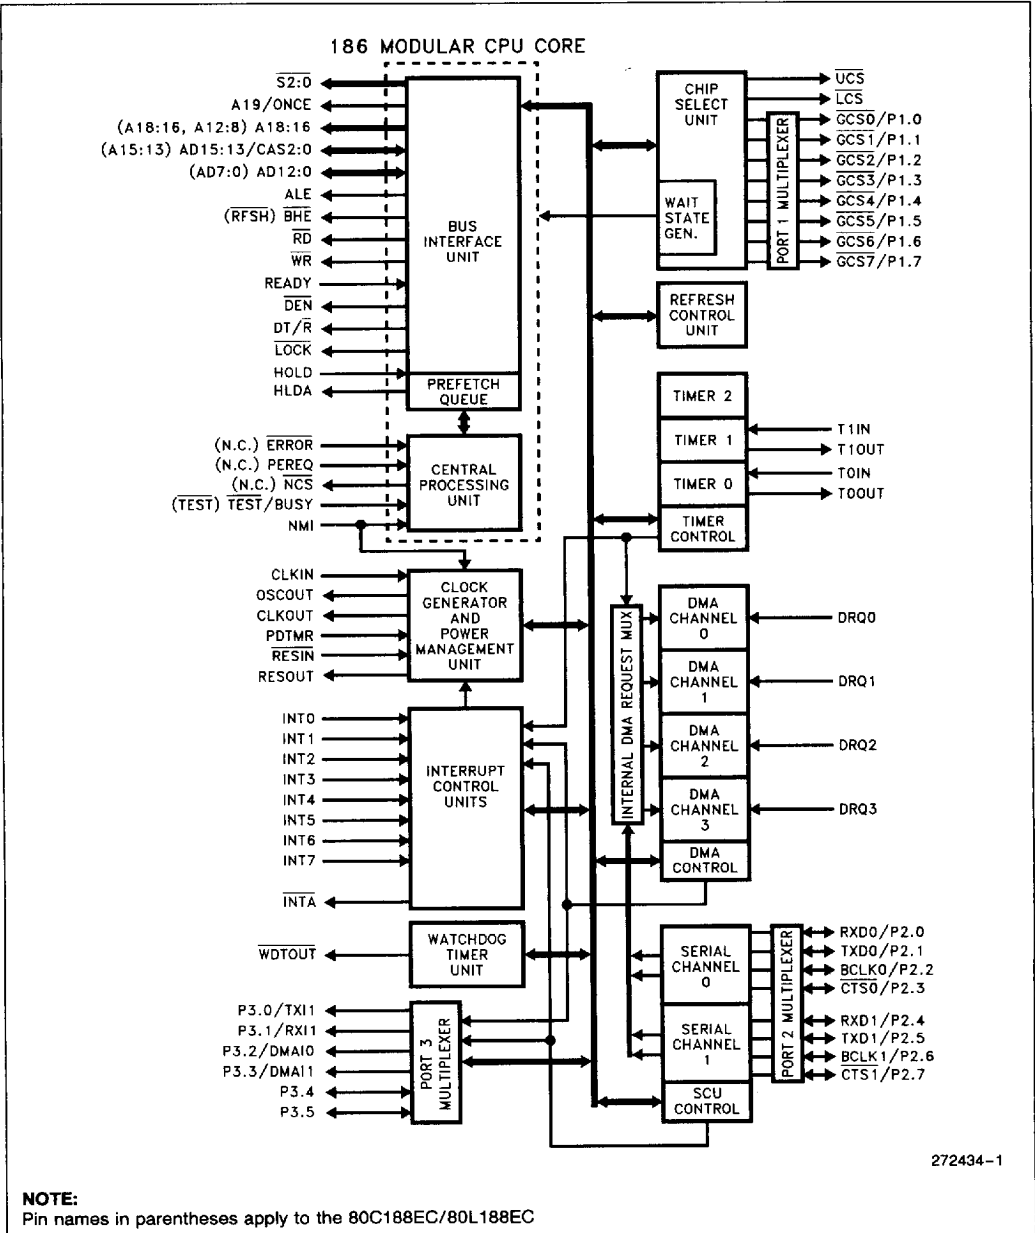 186 MODULAR CPU CORE
S2:0
A19/ONCE
(A18:16, A12:8) A18:16
(A15:13) AD15:13/CAS2:0
(AD7:0) AD12:0
ALE
(RFSH) BHE
RD
WR
READY
DEN
DT/R
LOCK
HOLD
HLDA
BUS
INTERFACE
UNIT
PREFETCH
QUEUE
(N.C.) ERROR
(N.C.) PEREQ
(N.C.) NCS
(TEST) TEST/BUSY
NMI
CENTRAL
PROCESSING
UNIT
CLKIN
OSCOUT
CLKOUT
PDTMR
RESIN
RESOUT
CLOCK
GENERATOR
AND
POWER
MANAGEMENT
UNIT
INT0
INT1
INT2
INT3
INT4
INT5
INT6
INT7
INTA
INTERRUPT
CONTROL
UNITS
WDTOUT
WATCHDOG
TIMER
UNIT
P3.0/TXI1
P3.1/RXI1
P3.2/DMAI0
P3.3/DMAI1
P3.4
P3.5
PORT 3
MULTIPLEXER
CHIP
SELECT
UNIT
WAIT
STATE
GEN.
PORT 1 MULTIPLEXER
UCS
LCS
GCS0/P1.0
GCS1/P1.1
GCS2/P1.2
GCS3/P1.3
GCS4/P1.4
GCS5/P1.5
GCS6/P1.6
GCS7/P1.7
REFRESH
CONTROL
UNIT
TIMER 2
TIMER 1
TIMER 0
TIMER
CONTROL
T1IN
T1OUT
T0IN
T0OUT
INTERNAL DMA REQUEST MUX
DMA
CHANNEL
0
DMA
CHANNEL
1
DMA
CHANNEL
2
DMA
CHANNEL
3
DMA
CONTROL
DRQ0
DRQ1
DRQ2
DRQ3
SERIAL
CHANNEL
0
SERIAL
CHANNEL
1
SCU
CONTROL
PORT 2 MULTIPLEXER
RXD0/P2.0
TXD0/P2.1
BCLK0/P2.2
CTS0/P2.3
RXD1/P2.4
TXD1/P2.5
BCLK1/P2.6
CTS1/P2.7
272434-1
NOTE:
Pin names in parentheses apply to the 80C188EC/80L188EC